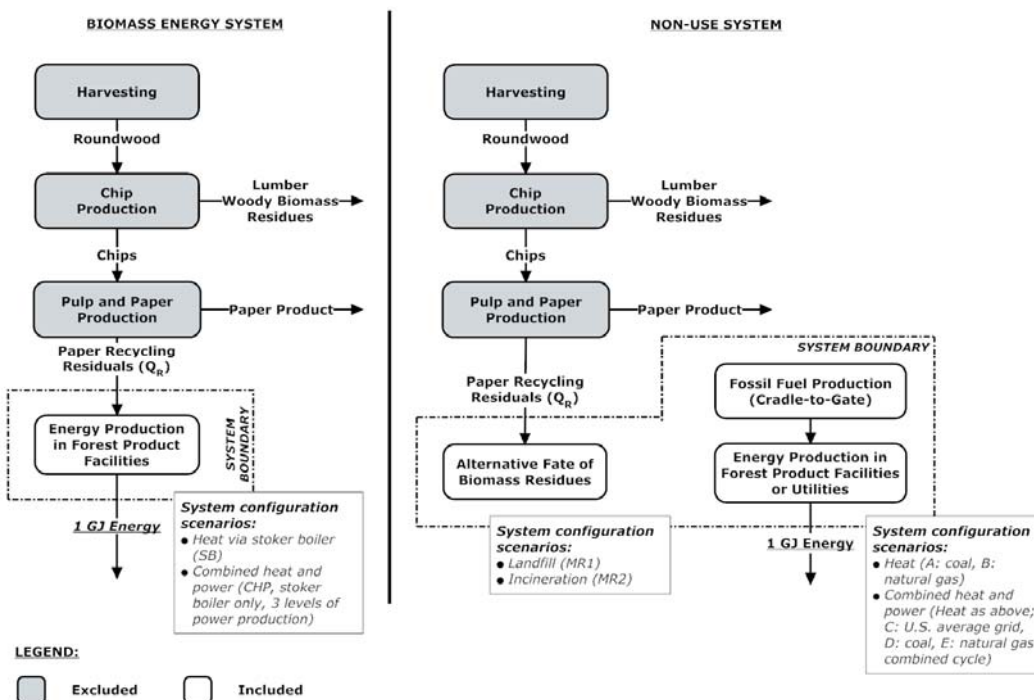 BIOMASS ENERGY SYSTEM
Harvesting
Roundwood
Chip
Production
Lumber
Woody Biomass
Residues
Chips
Pulp and Paper
Production
Paper Product
Paper Recycling
Residuals (QR)
Energy Production
in Forest Product
Facilities
SYSTEM
BOUNDARY
1 GJ Energy
System configuration
scenarios:
● Heat via stoker boiler
(SB)
● Combined heat and
power (CHP, stoker
boiler only, 3 levels of
power production)
NON-USE SYSTEM
Harvesting
Roundwood
Chip
Production
Lumber
Woody Biomass
Residues
Chips
Pulp and Paper
Production
Paper Product
SYSTEM BOUNDARY
Paper Recycling
Residuals (QR)
Fossil Fuel Production
(Cradle-to-Gate)
Alternative Fate of
Biomass Residues
Energy Production in
Forest Product Facilities
or Utilities
System configuration
scenarios:
● Landfill (MR1)
● Incineration (MR2)
1 GJ Energy
System configuration
scenarios:
● Heat (A: coal, B:
natural gas)
● Combined heat and
power (Heat as above;
C: U.S. average grid,
D: coal, E: natural gas
combined cycle)
LEGEND:
Excluded
Included